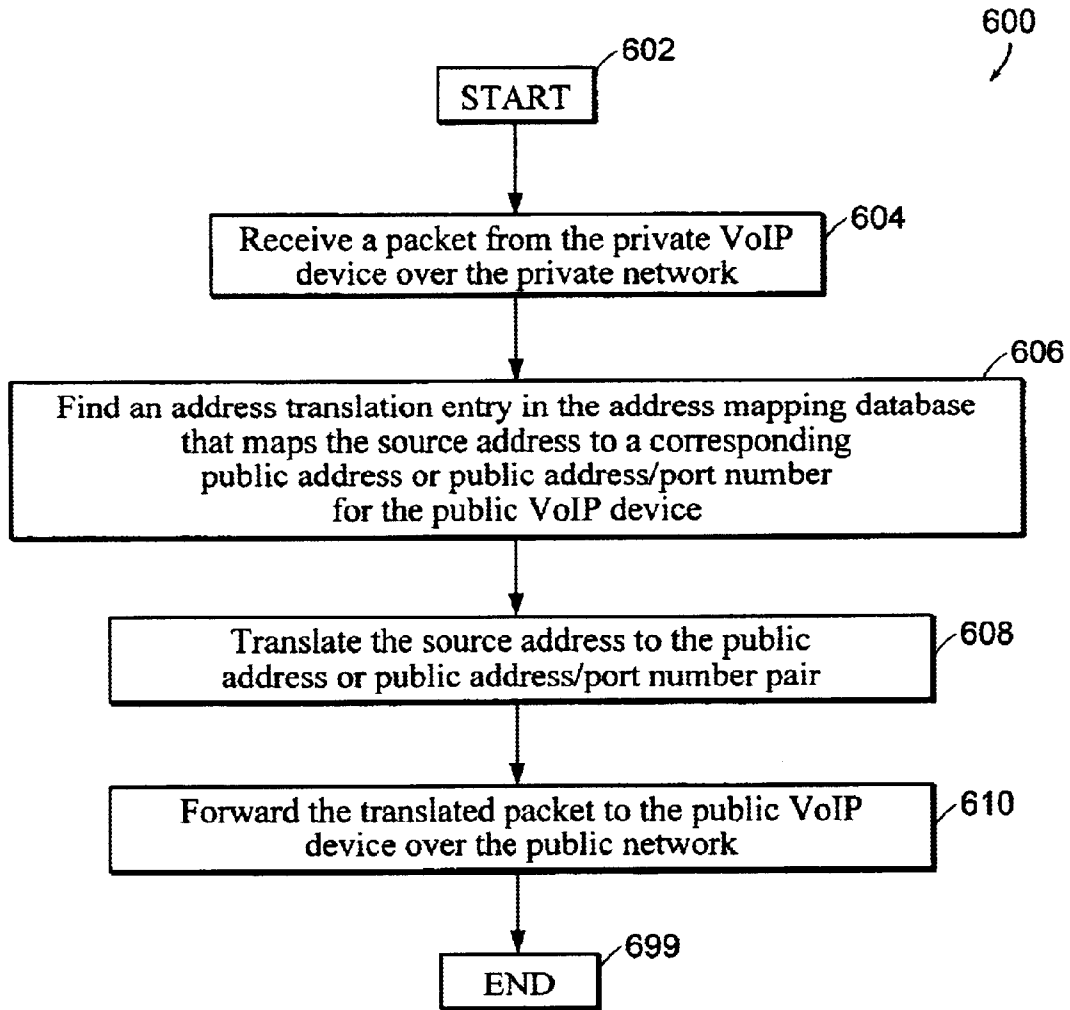 600
602
START
604
Receive a packet from the private VoIP
device over the private network
606
Find an address translation entry in the address mapping database
that maps the source address to a corresponding
public address or public address/port number
for the public VoIP device
608
Translate the source address to the public
address or public address/port number pair
610
Forward the translated packet to the public VoIP
device over the public network
699
END